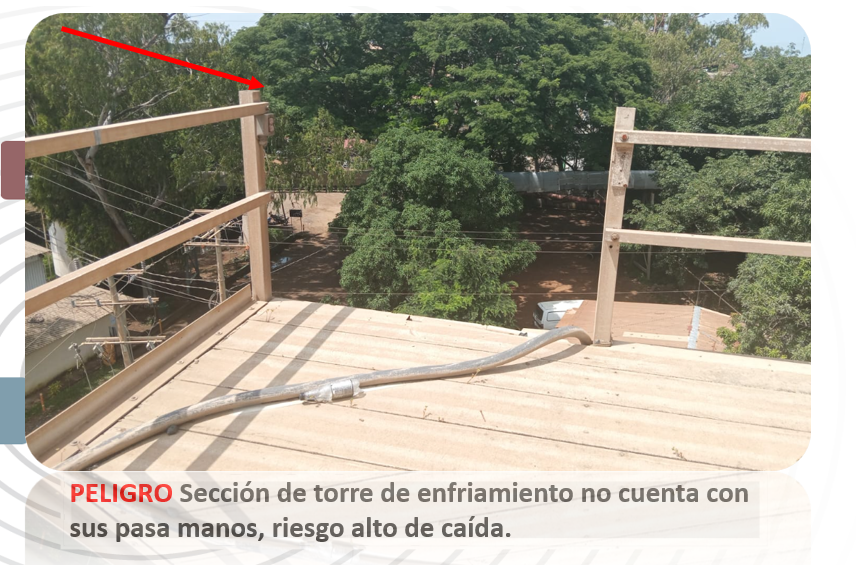 PELIGRO Sección de torre de enfriamiento no cuenta con
sus pasa manos, riesgo alto de caída.